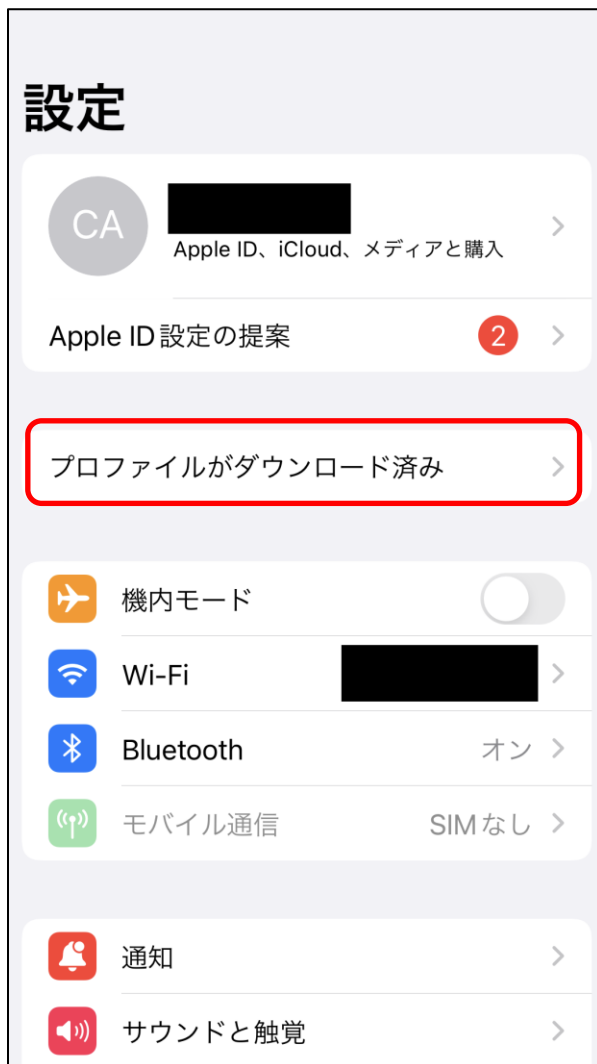 設定
CA
Apple ID、iCloud、メディアと購入
Apple ID設定の提案 2
プロファイルがダウンロード済み
機内モード
Wi-Fi
Bluetooth オン
モバイル通信 SIMなし
通知
サウンドと触覚